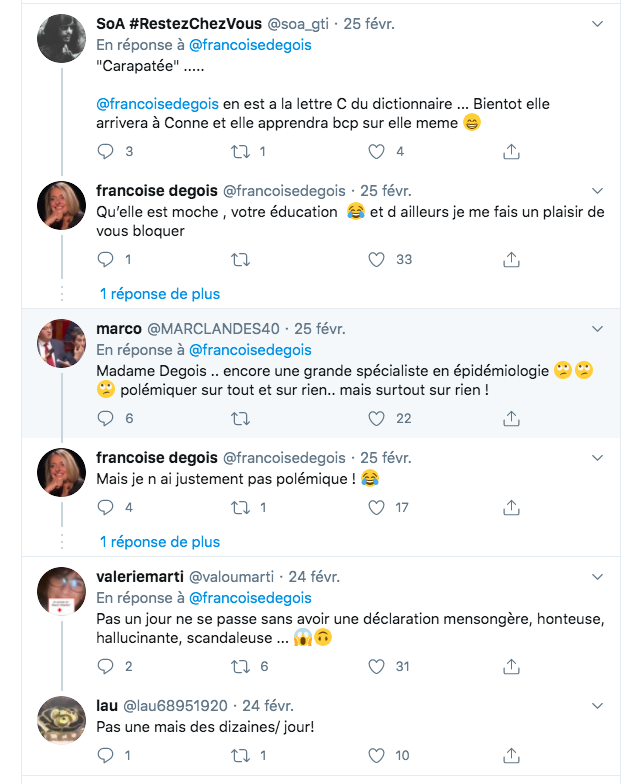 SoA #RestezChezVous @soa_gti · 25 févr.
En réponse à @francoisedegois
"Carapatée" .....
@francoisedegois en est a la lettre C du dictionnaire ... Bientot elle
arrivera à Conne et elle apprendra bcp sur elle meme 😁
3 1 4
francoise degois @francoisedegois · 25 févr.
Qu’elle est moche , votre éducation 😂 et d ailleurs je me fais un plaisir de
vous bloquer
1 33
1 réponse de plus
marco @MARCLANDES40 · 25 févr.
En réponse à @francoisedegois
Madame Degois .. encore une grande spécialiste en épidémiologie 🙄🙄
🙄 polémiquer sur tout et sur rien.. mais surtout sur rien !
6 22
francoise degois @francoisedegois · 25 févr.
Mais je n ai justement pas polémique ! 😂
4 1 17
1 réponse de plus
valeriemarti @valoumarti · 24 févr.
En réponse à @francoisedegois
Pas un jour ne se passe sans avoir une déclaration mensongère, honteuse,
hallucinante, scandaleuse ... 😱🙃
2 6 31
lau @lau68951920 · 24 févr.
Pas une mais des dizaines/ jour!
1 1 10